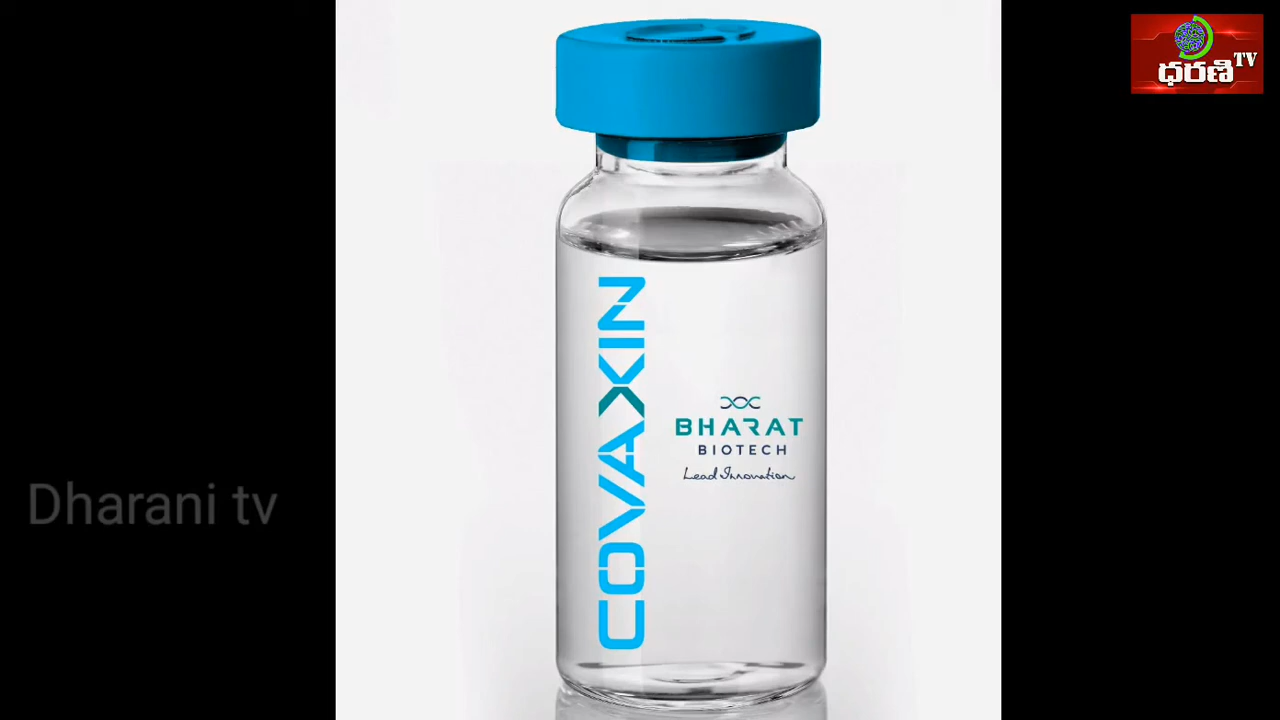 ధరణి TV
COVAXIN
BHARAT
BIOTECH
Lead Innovation
Dharani tv